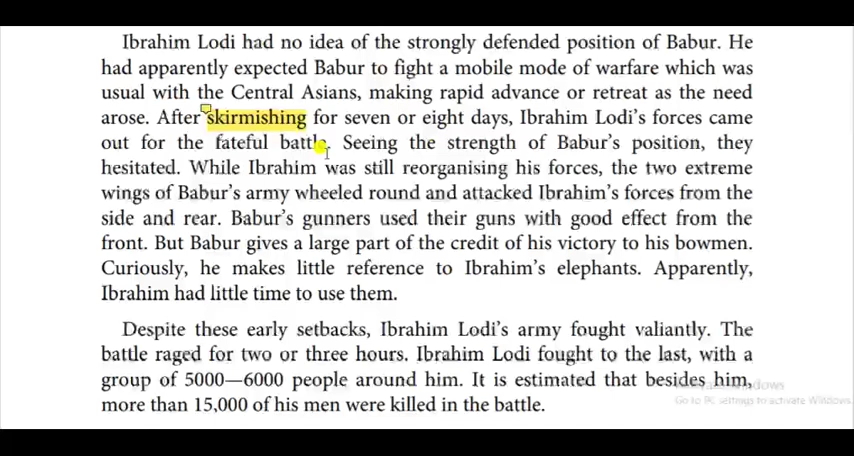 Ibrahim Lodi had no idea of the strongly defended position of Babur. He
had apparently expected Babur to fight a mobile mode of warfare which was
usual with the Central Asians, making rapid advance or retreat as the need
arose. After skirmishing for seven or eight days, Ibrahim Lodi's forces came
out for the fateful battle. Seeing the strength of Babur's position, they
hesitated. While Ibrahim was still reorganising his forces, the two extreme
wings of Babur's army wheeled round and attacked Ibrahim's forces from the
side and rear. Babur's gunners used their guns with good effect from the
front. But Babur gives a large part of the credit of his victory to his bowmen.
Curiously, he makes little reference to Ibrahim's elephants. Apparently,
Ibrahim had little time to use them.
Despite these early setbacks, Ibrahim Lodi's army fought valiantly. The
battle raged for two or three hours. Ibrahim Lodi fought to the last, with a
group of 5000—6000 people around him. It is estimated that besides him,
more than 15,000 of his men were killed in the battle.
Activate Windows
Go to PC settings to activate Windows.